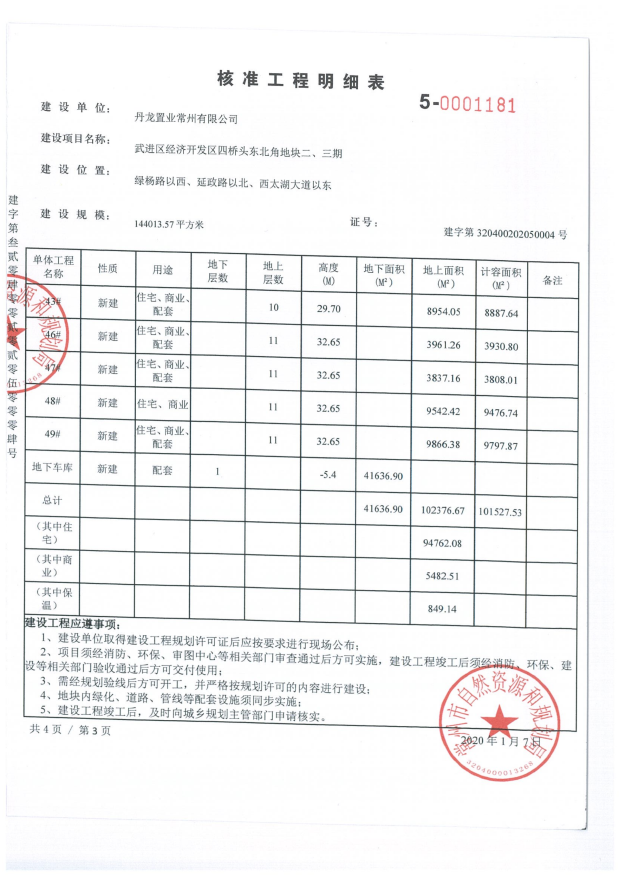 核准工程明细表
5-0001181
建设单位： 丹龙置业常州有限公司
建设项目名称： 武进区经济开发区四桥头东北角地块二、三期
建设位置： 绿杨路以西、延政路以北、西太湖大道以东
建设规模： 144013.57平方米 证号： 建字第 320400202050004 号
建字第叁贰零肆零零贰零贰零伍零零零肆号
单体工程名称 性质 用途 地下层数 地上层数 高度(M) 地下面积(M²) 地上面积(M²) 计容面积(M²) 备注
43# 新建 住宅、商业、配套 10 29.70 8954.05 8887.64
46# 新建 住宅、商业、配套 11 32.65 3961.26 3930.80
47# 新建 住宅、商业、配套 11 32.65 3837.16 3808.01
48# 新建 住宅、商业 11 32.65 9542.42 9476.74
49# 新建 住宅、商业、配套 11 32.65 9866.38 9797.87
地下车库 新建 配套 1 -5.4 41636.90
总计 41636.90 102376.67 101527.53
（其中住宅） 94762.08
（其中商业） 5482.51
（其中保温） 849.14
建设工程应遵事项：
1、建设单位取得建设工程规划许可证后应按要求进行现场公布；
2、项目须经消防、环保、审图中心等相关部门审查通过后方可实施，建设工程竣工后须经消防、环保、建
设等相关部门验收通过后方可交付使用；
3、需经规划验线后方可开工，并严格按规划许可的内容进行建设；
4、地块内绿化、道路、管线等配套设施须同步实施；
5、建设工程竣工后，及时向城乡规划主管部门申请核实。
共 4 页 / 第 3 页
常州市自然资源和规划局
2020 年 1 月 7 日
3204000013268